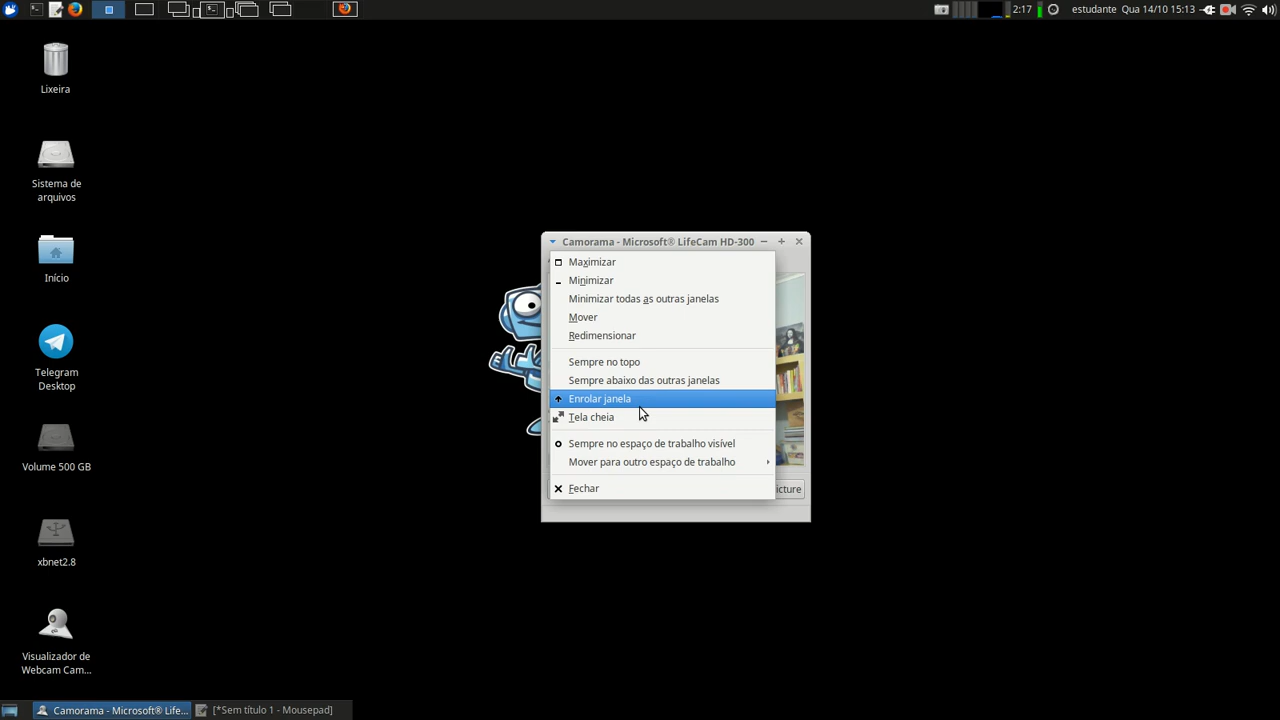 2:17
estudante Qua 14/10 15:13
Lixeira
Sistema de
arquivos
Início
Telegram
Desktop
Volume 500 GB
xbnet2.8
Visualizador de
Webcam Cam...
Camorama - Microsoft® LifeCam HD-300
Maximizar
Minimizar
Minimizar todas as outras janelas
Mover
Redimensionar
Sempre no topo
Sempre abaixo das outras janelas
Enrolar janela
Tela cheia
Sempre no espaço de trabalho visível
Mover para outro espaço de trabalho
Fechar
icture
Camorama - Microsoft® Life...
[*Sem título 1 - Mousepad]